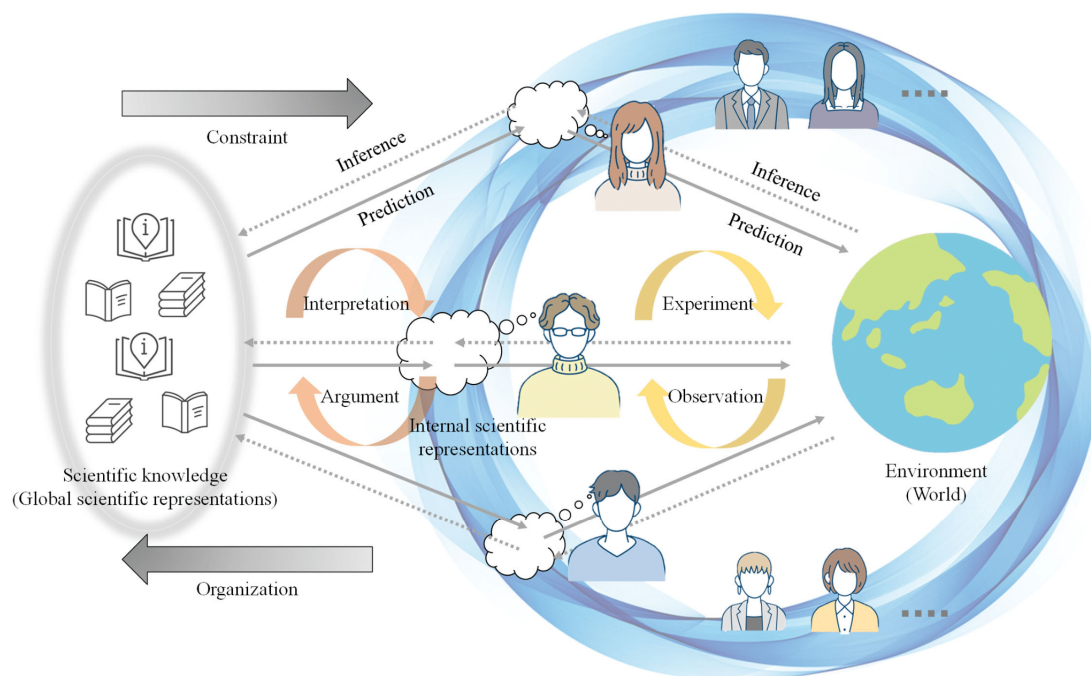 Constraint
Inference
Prediction
Inference
Prediction
Interpretation
Experiment
Argument
Observation
Internal scientific
representations
Scientific knowledge
(Global scientific representations)
Environment
(World)
Organization